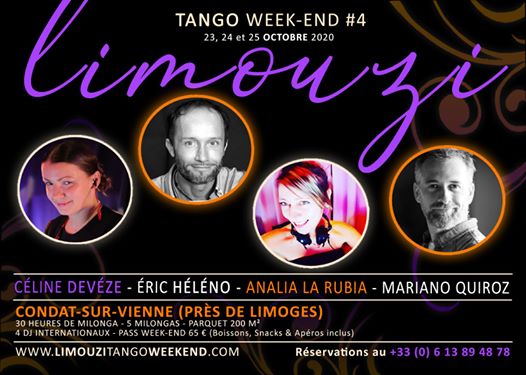 TANGO WEEK-END #4
23, 24 et 25 OCTOBRE 2020
limouzi
CÉLINE DEVÉZE - ÉRIC HÉLÉNO - ANALIA LA RUBIA - MARIANO QUIROZ
CONDAT-SUR-VIENNE (PRÈS DE LIMOGES)
30 HEURES DE MILONGA - 5 MILONGAS - PARQUET 200 M²
4 DJ INTERNATIONAUX - PASS WEEK-END 65 € (Boissons, Snacks & Apéros inclus)
WWW.LIMOUZITANGOWEEKEND.COM Réservations au +33 (0) 6 13 89 48 78